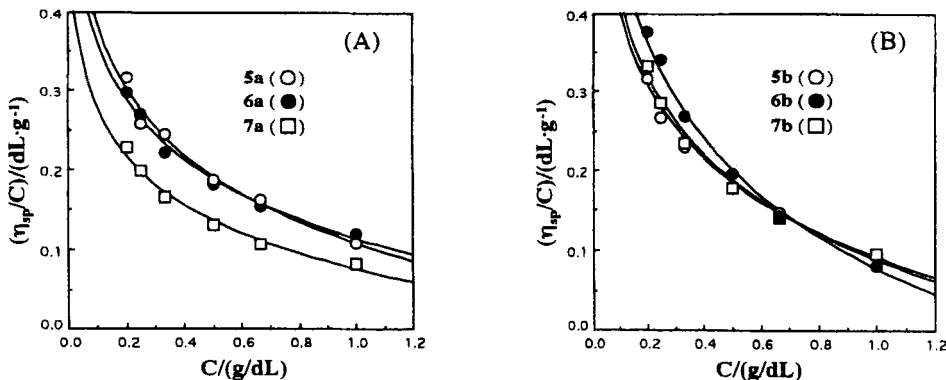 (A)
5a (○)
6a (●)
7a (□)
(ηsp/C)/(dL·g⁻¹)
0.4
0.3
0.2
0.1
0.0
0.0 0.2 0.4 0.6 0.8 1.0 1.2
C/(g/dL)
(B)
5b (○)
6b (●)
7b (□)
(ηsp/C)/(dL·g⁻¹)
0.4
0.3
0.2
0.1
0.0
0.0 0.2 0.4 0.6 0.8 1.0 1.2
C/(g/dL)